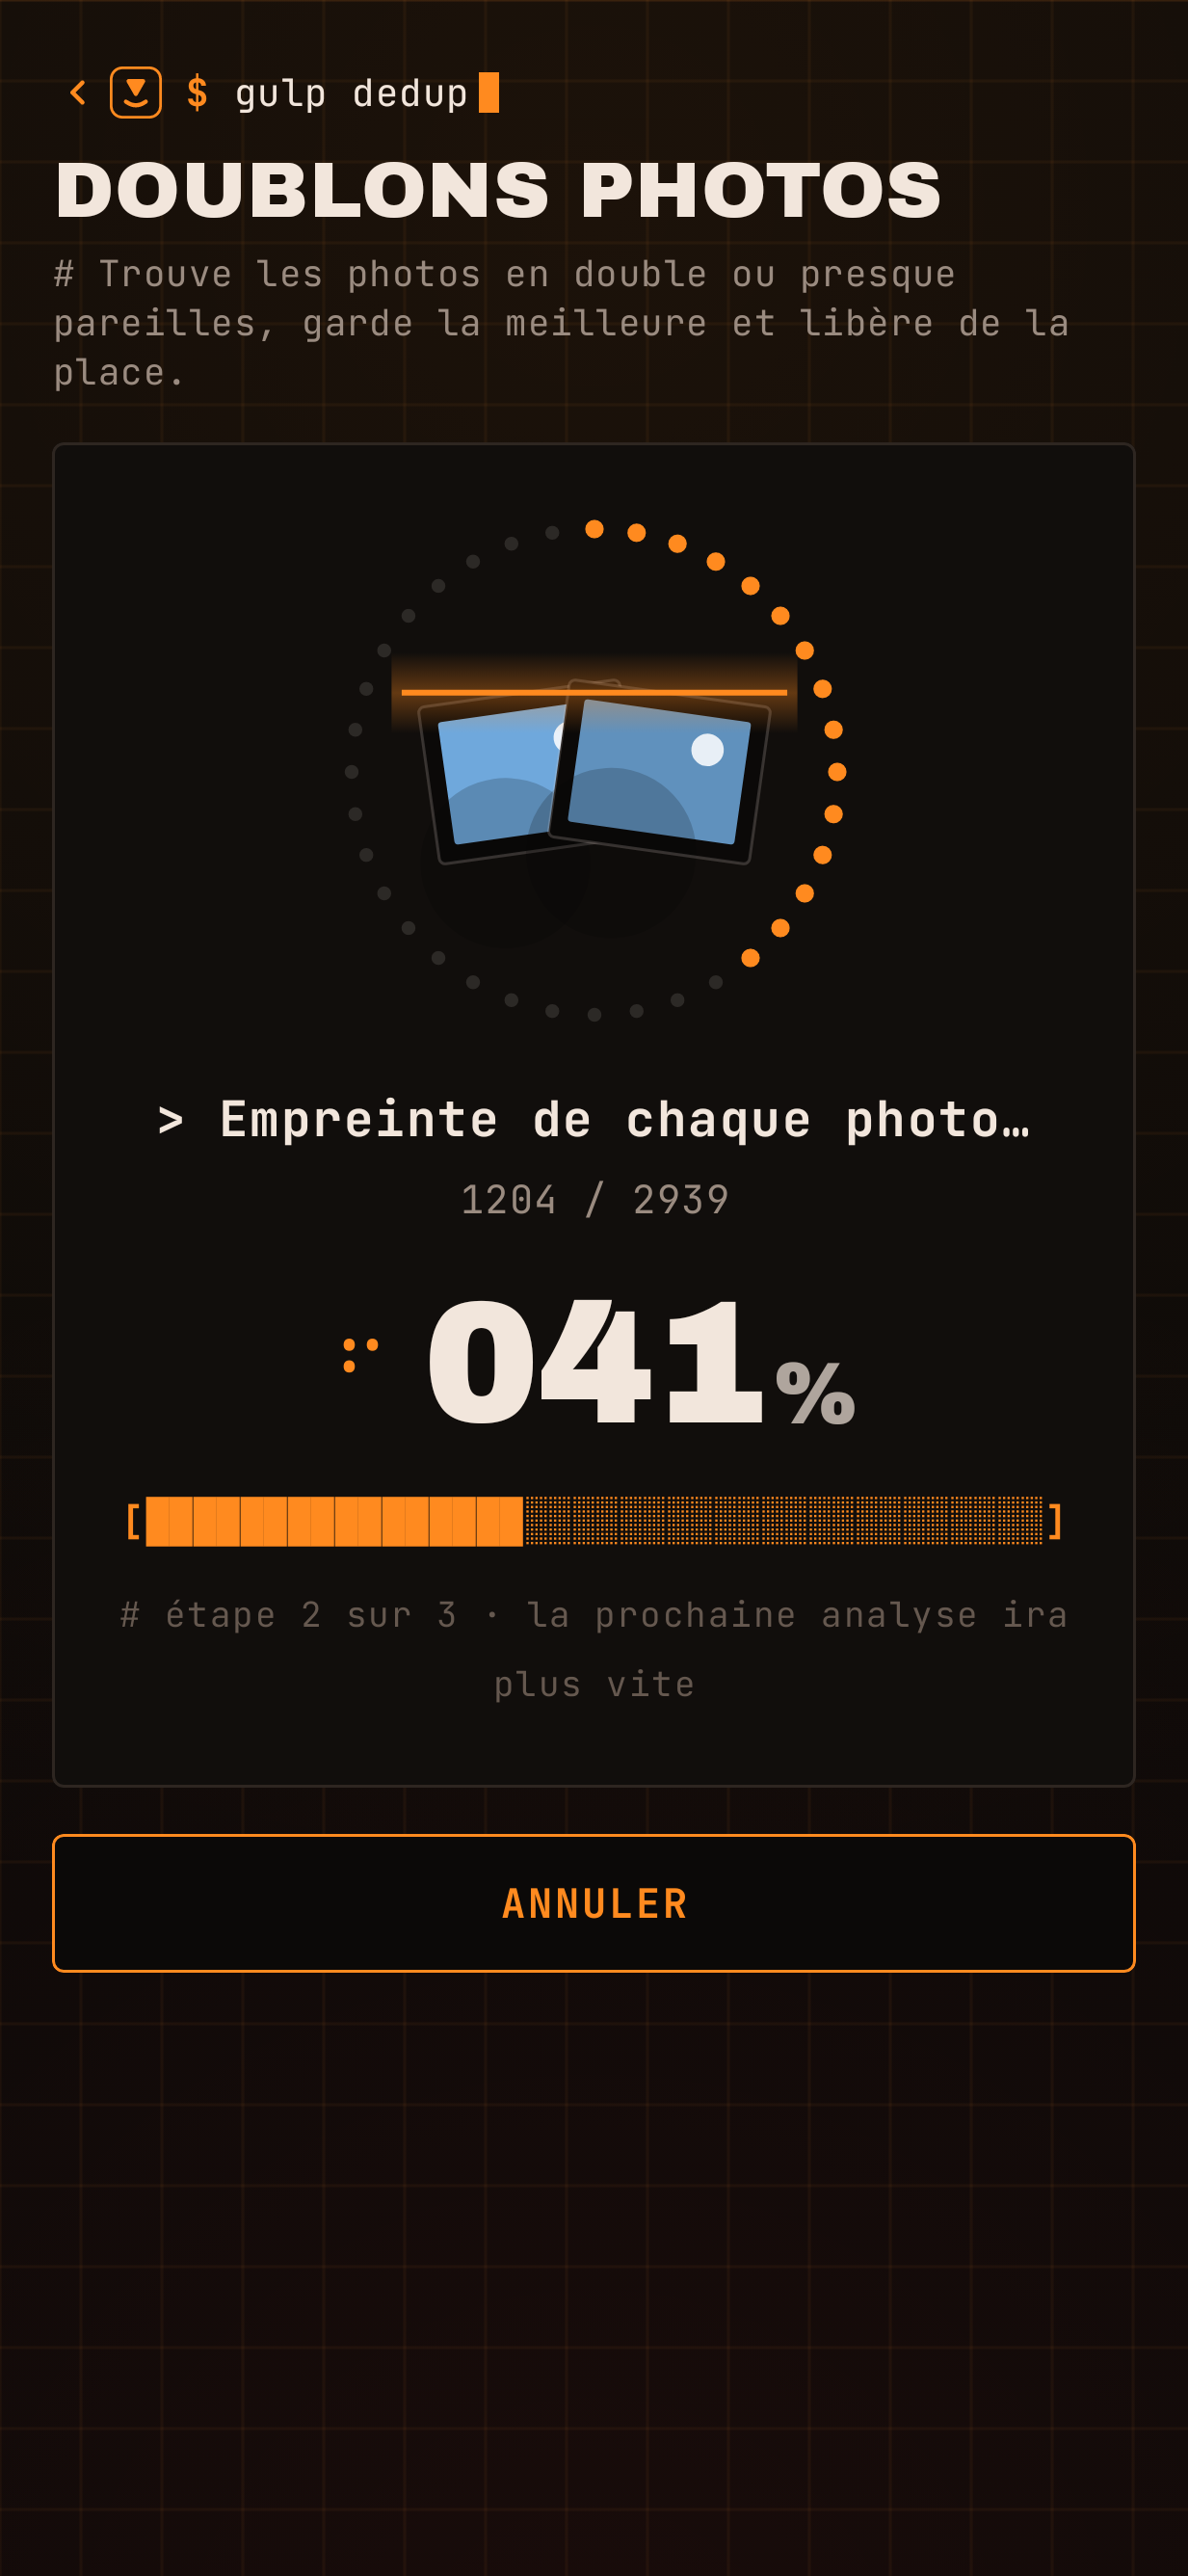 $ gulp dedup
DOUBLONS PHOTOS
# Trouve les photos en double ou presque
pareilles, garde la meilleure et libère de la
place.
> Empreinte de chaque photo…
1204 / 2939
041%
[ ]
# étape 2 sur 3 · la prochaine analyse ira
plus vite
ANNULER